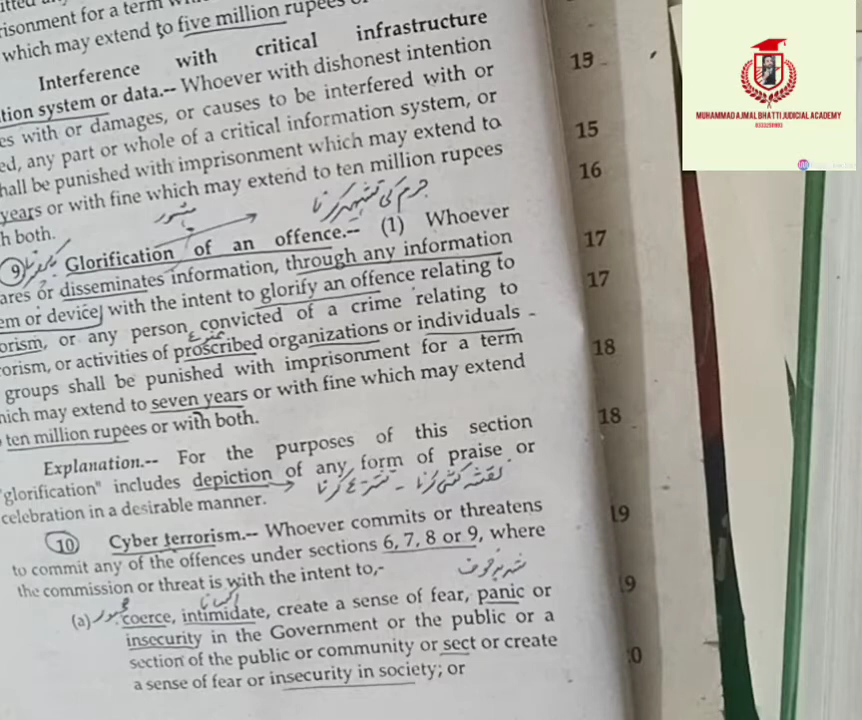 risonment for a term
which may extend to five million rupees
Interference with critical infrastructure
tion system or data.-- Whoever with dishonest intention
es with or damages, or causes to be interfered with or
ed, any part or whole of a critical information system, or
hall be punished with imprisonment which may extend to
years or with fine which may extend to ten million rupees
h both.
جرم کی تشہیر کرنا
9 Glorification of an offence.-- (1) Whoever
ares or disseminates information, through any information
em or device, with the intent to glorify an offence relating to
orism, or any person convicted of a crime relating to
orism, or activities of proscribed organizations or individuals
groups shall be punished with imprisonment for a term
hich may extend to seven years or with fine which may extend
ten million rupees or with both.
Explanation.-- For the purposes of this section
"glorification" includes depiction of any form of praise or
celebration in a desirable manner.
10 Cyber terrorism.-- Whoever commits or threatens
to commit any of the offences under sections 6, 7, 8 or 9, where
the commission or threat is with the intent to,-
شدید خوف
(a) coerce, intimidate, create a sense of fear, panic or
insecurity in the Government or the public or a
section of the public or community or sect or create
a sense of fear or insecurity in society; or
15
16
17
17
18
18
19
9
0
MUHAMMAD AJMAL BHATTI JUDICIAL ACADEMY